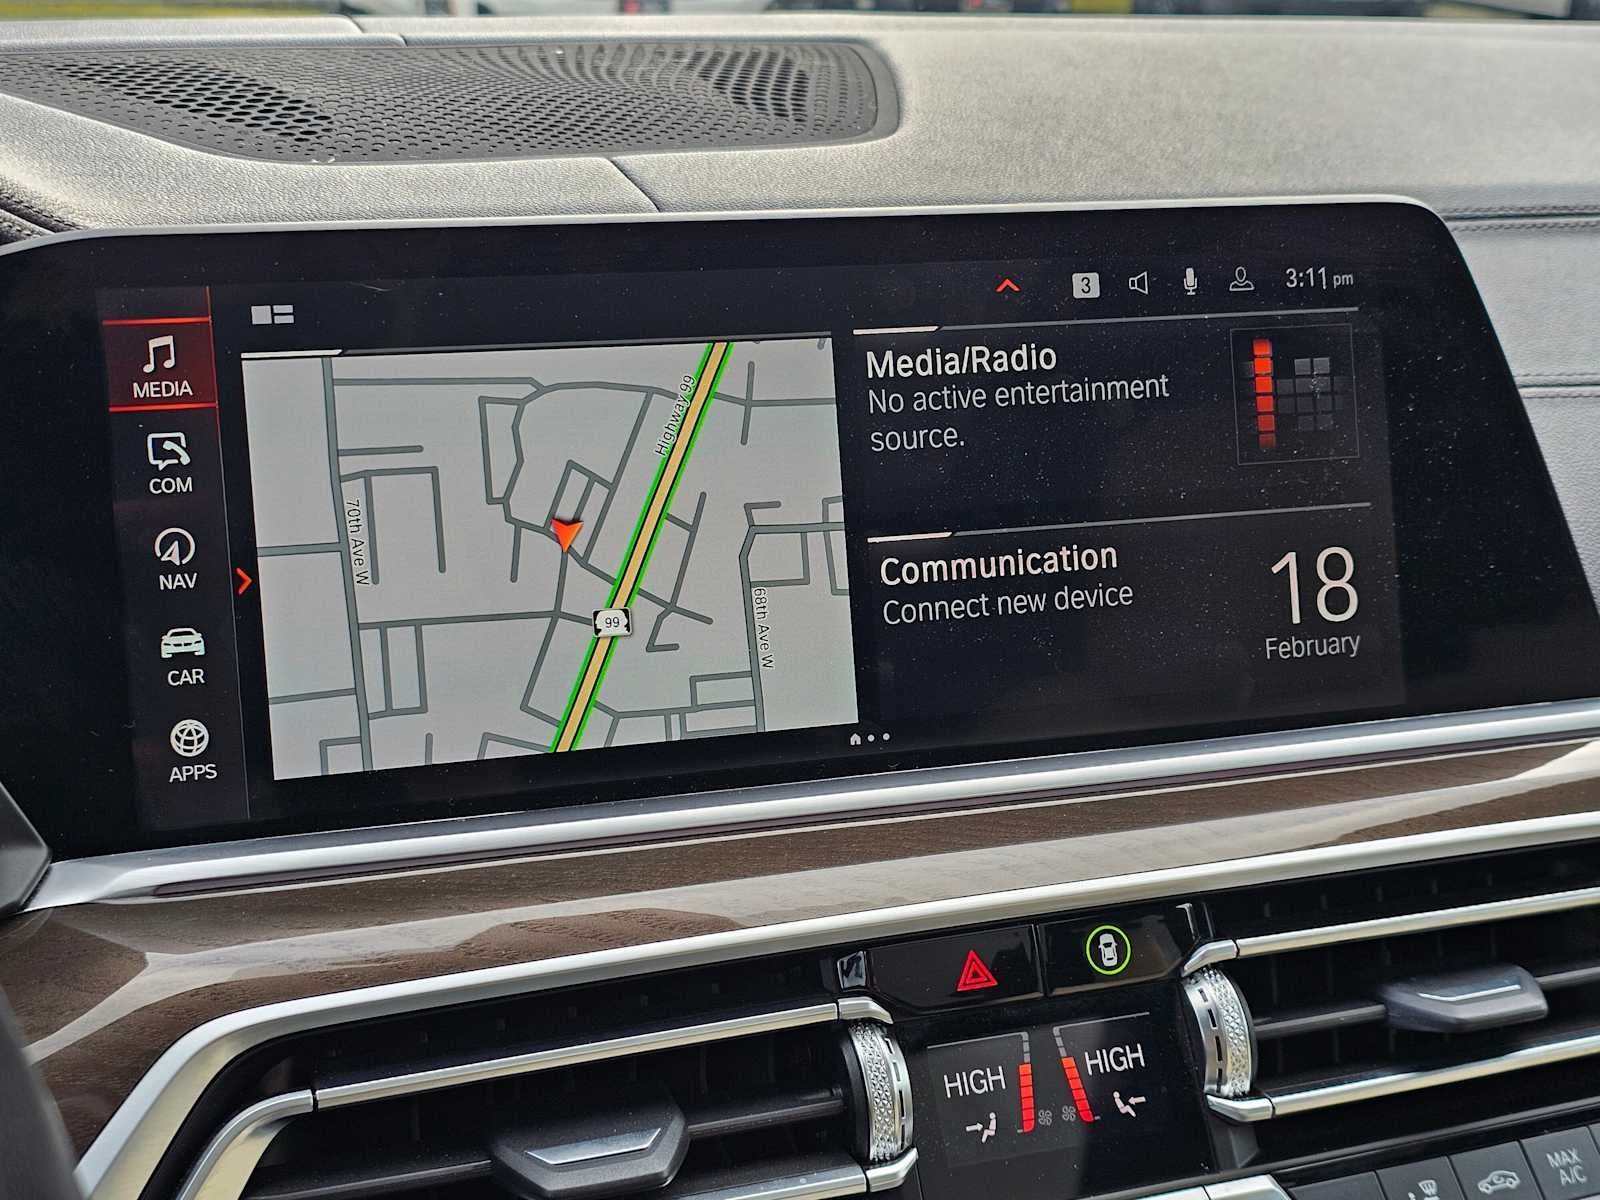 3
3:11 pm
MEDIA
COM
NAV
CAR
APPS
Highway 99
70th Ave W
99
68th Ave W
Media/Radio
No active entertainment
source.
Communication
Connect new device
18
February
HIGH
HIGH
MAX
A/C